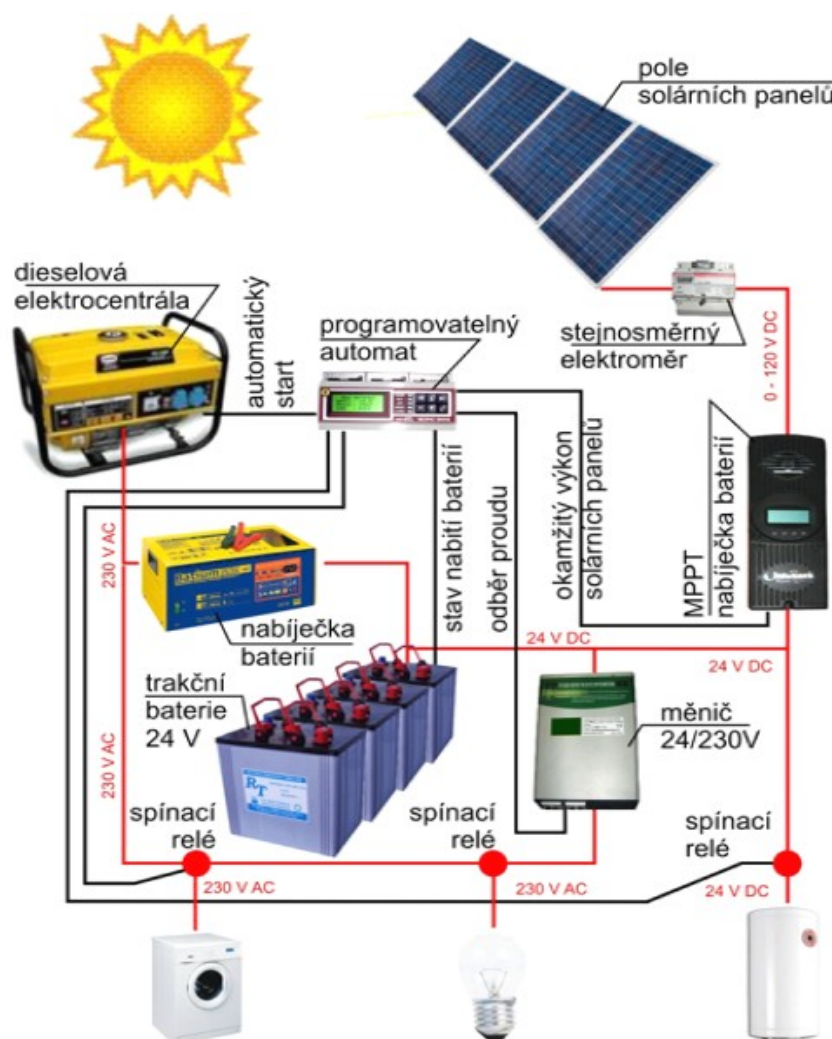 pole
solárních panelů
dieselová
elektrocentrála
automatický
start
programovatelný
automat
stejnosměrný
elektroměr
0 - 120 V DC
230 V AC
stav nabití baterií
odběr proudu
okamžitý výkon
solárních panelů
MPPT
nabíječka baterií
nabíječka
baterií
24 V DC
24 V DC
trakční
baterie
24 V
měnič
24/230V
230 V AC
RT
spínací
relé
spínací
relé
spínací
relé
230 V AC
230 V AC
24 V DC